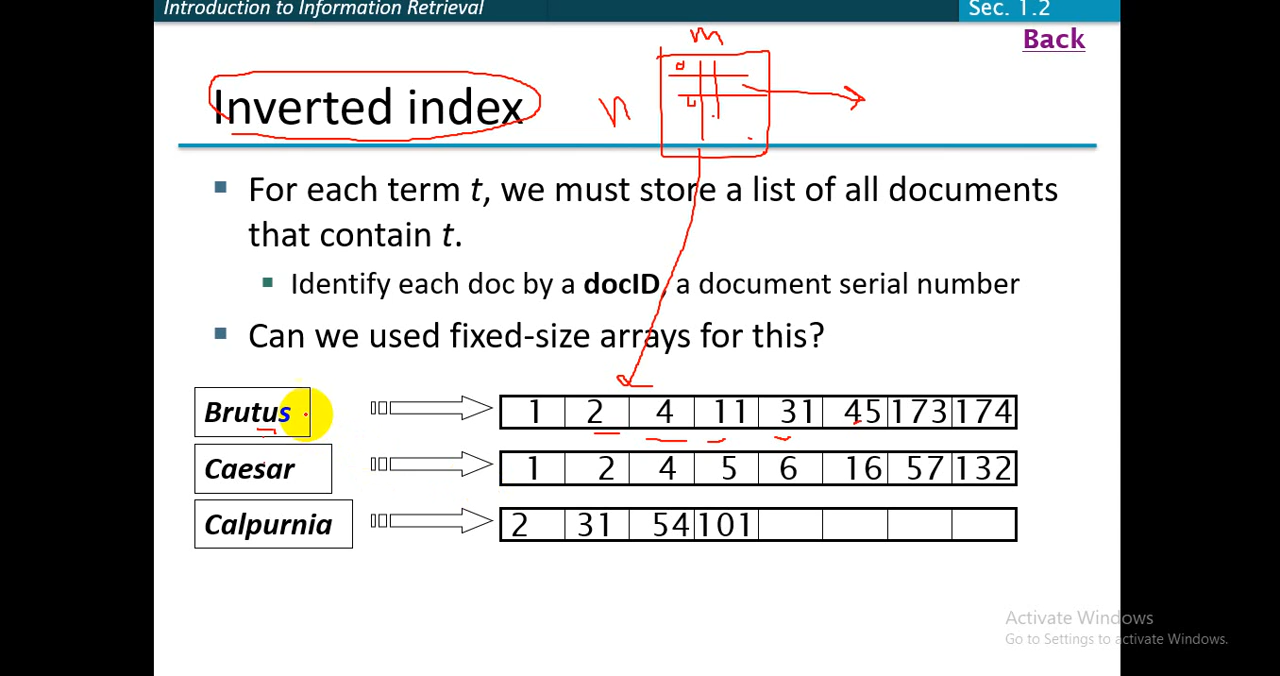 Introduction to Information Retrieval
Sec. 1.2
Back
m
Inverted index
n
▪ For each term t, we must store a list of all documents
that contain t.
▪ Identify each doc by a docID, a document serial number
▪ Can we used fixed-size arrays for this?
Brutus 1 2 4 11 31 45 173 174
Caesar 1 2 4 5 6 16 57 132
Calpurnia 2 31 54 101
Activate Windows
Go to Settings to activate Windows.